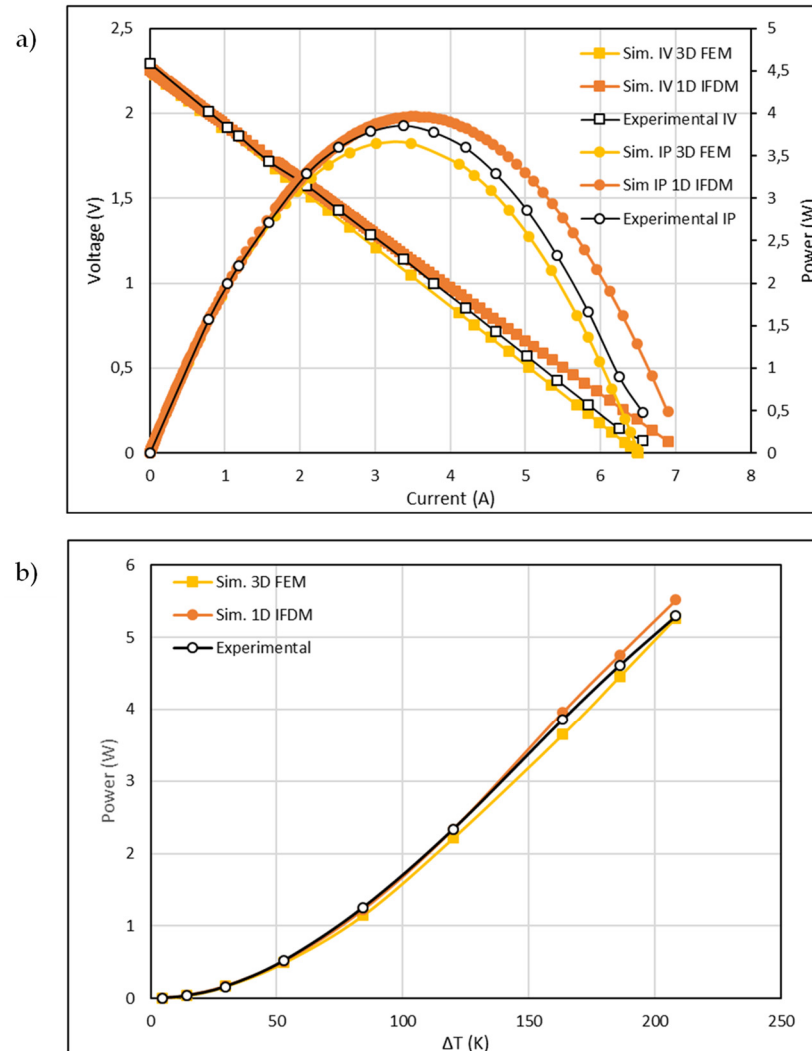 a)
2,5
2
1,5
1
0,5
0
Voltage (V)
0 1 2 3 4 5 6 7 8
Current (A)
5
4,5
4
3,5
3
2,5
2
1,5
1
0,5
0
Power (W)
Sim. IV 3D FEM
Sim. IV 1D IFDM
Experimental IV
Sim. IP 3D FEM
Sim IP 1D IFDM
Experimental IP
b)
6
5
4
3
2
1
0
Power (W)
0 50 100 150 200 250
ΔT (K)
Sim. 3D FEM
Sim. 1D IFDM
Experimental